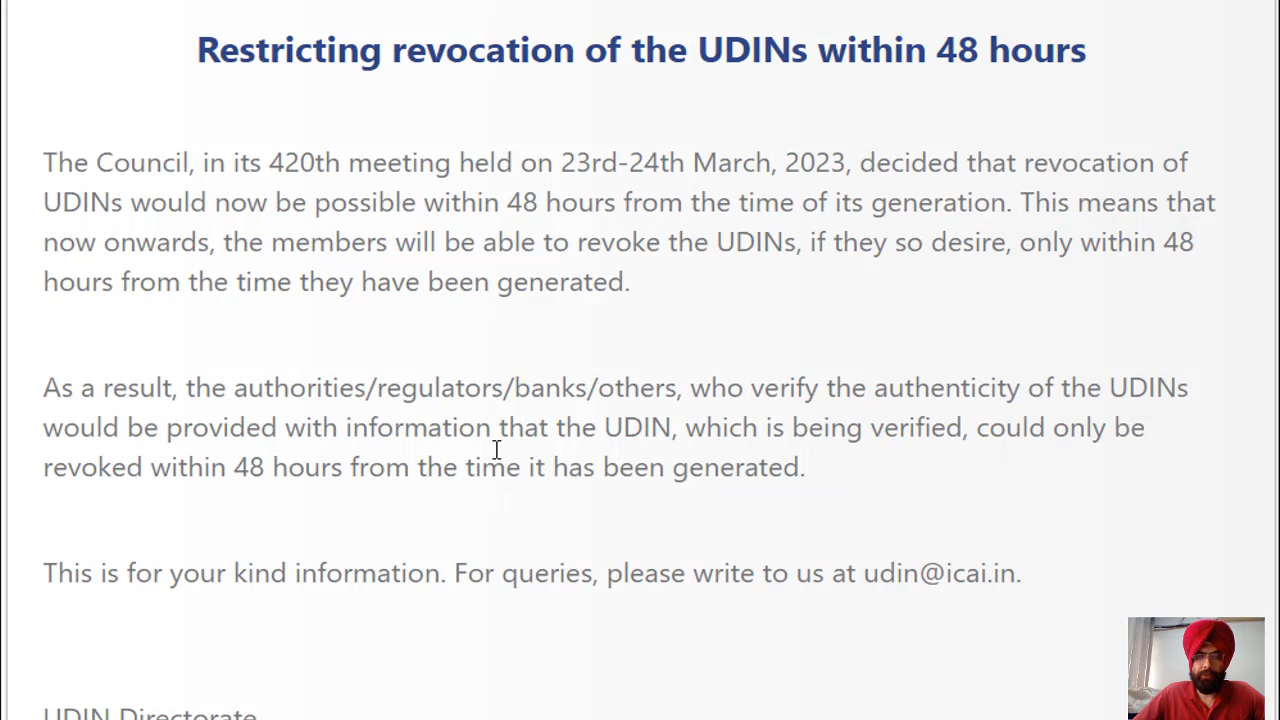 Restricting revocation of the UDINs within 48 hours
The Council, in its 420th meeting held on 23rd-24th March, 2023, decided that revocation of
UDINs would now be possible within 48 hours from the time of its generation. This means that
now onwards, the members will be able to revoke the UDINs, if they so desire, only within 48
hours from the time they have been generated.
As a result, the authorities/regulators/banks/others, who verify the authenticity of the UDINs
would be provided with information that the UDIN, which is being verified, could only be
revoked within 48 hours from the time it has been generated.
This is for your kind information. For queries, please write to us at udin@icai.in.
UDIN Directorate